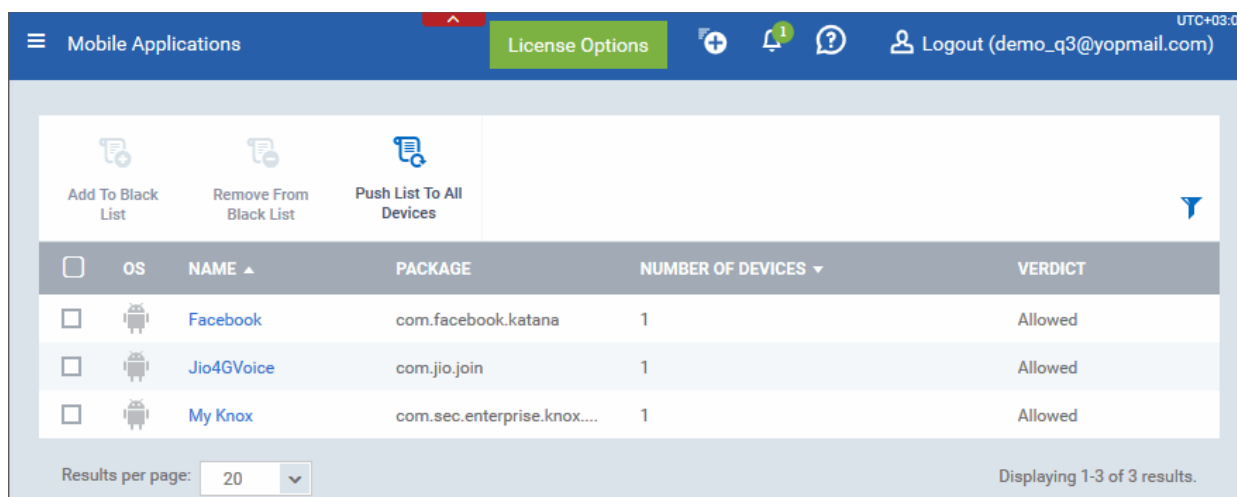 UTC+03:0
Mobile Applications
License Options
1
Logout (demo_q3@yopmail.com)
Add To Black
List
Remove From
Black List
Push List To All
Devices
OS NAME PACKAGE NUMBER OF DEVICES VERDICT
Facebook com.facebook.katana 1 Allowed
Jio4GVoice com.jio.join 1 Allowed
My Knox com.sec.enterprise.knox.... 1 Allowed
Results per page: 20 Displaying 1-3 of 3 results.